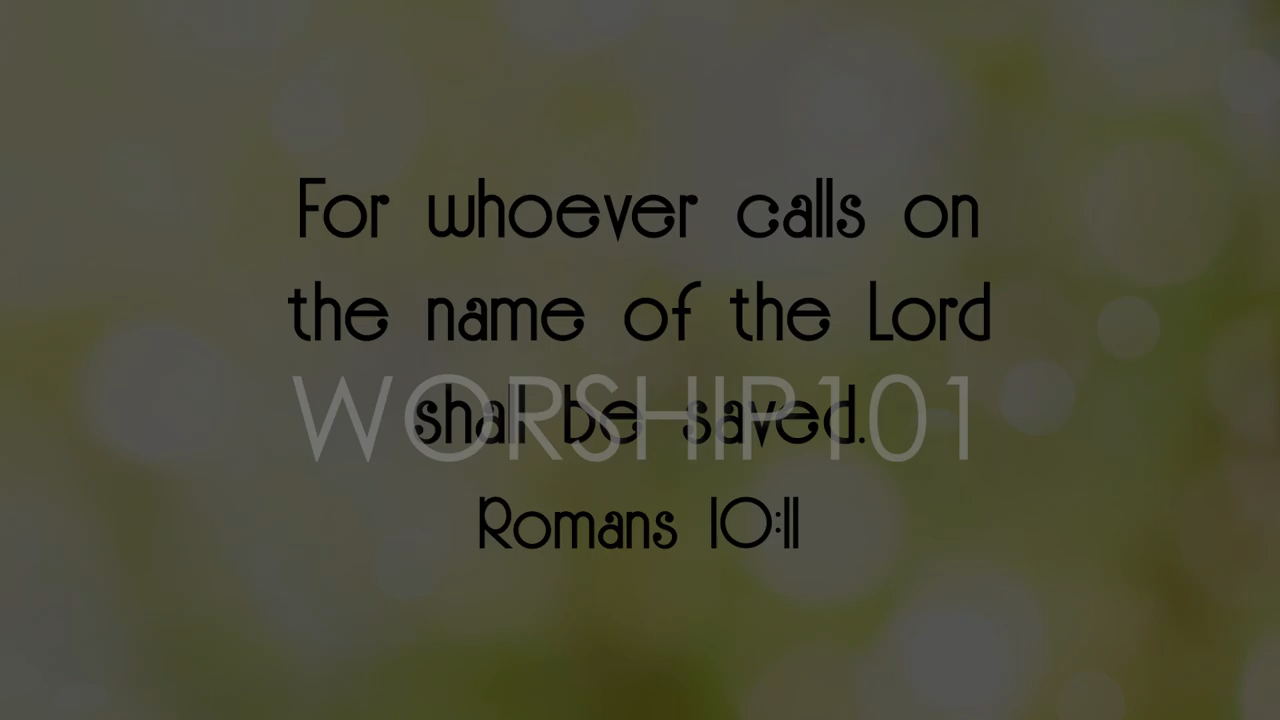 For whoever calls on
the name of the Lord
shall be saved.
WORSHIP101
Romans 10:11